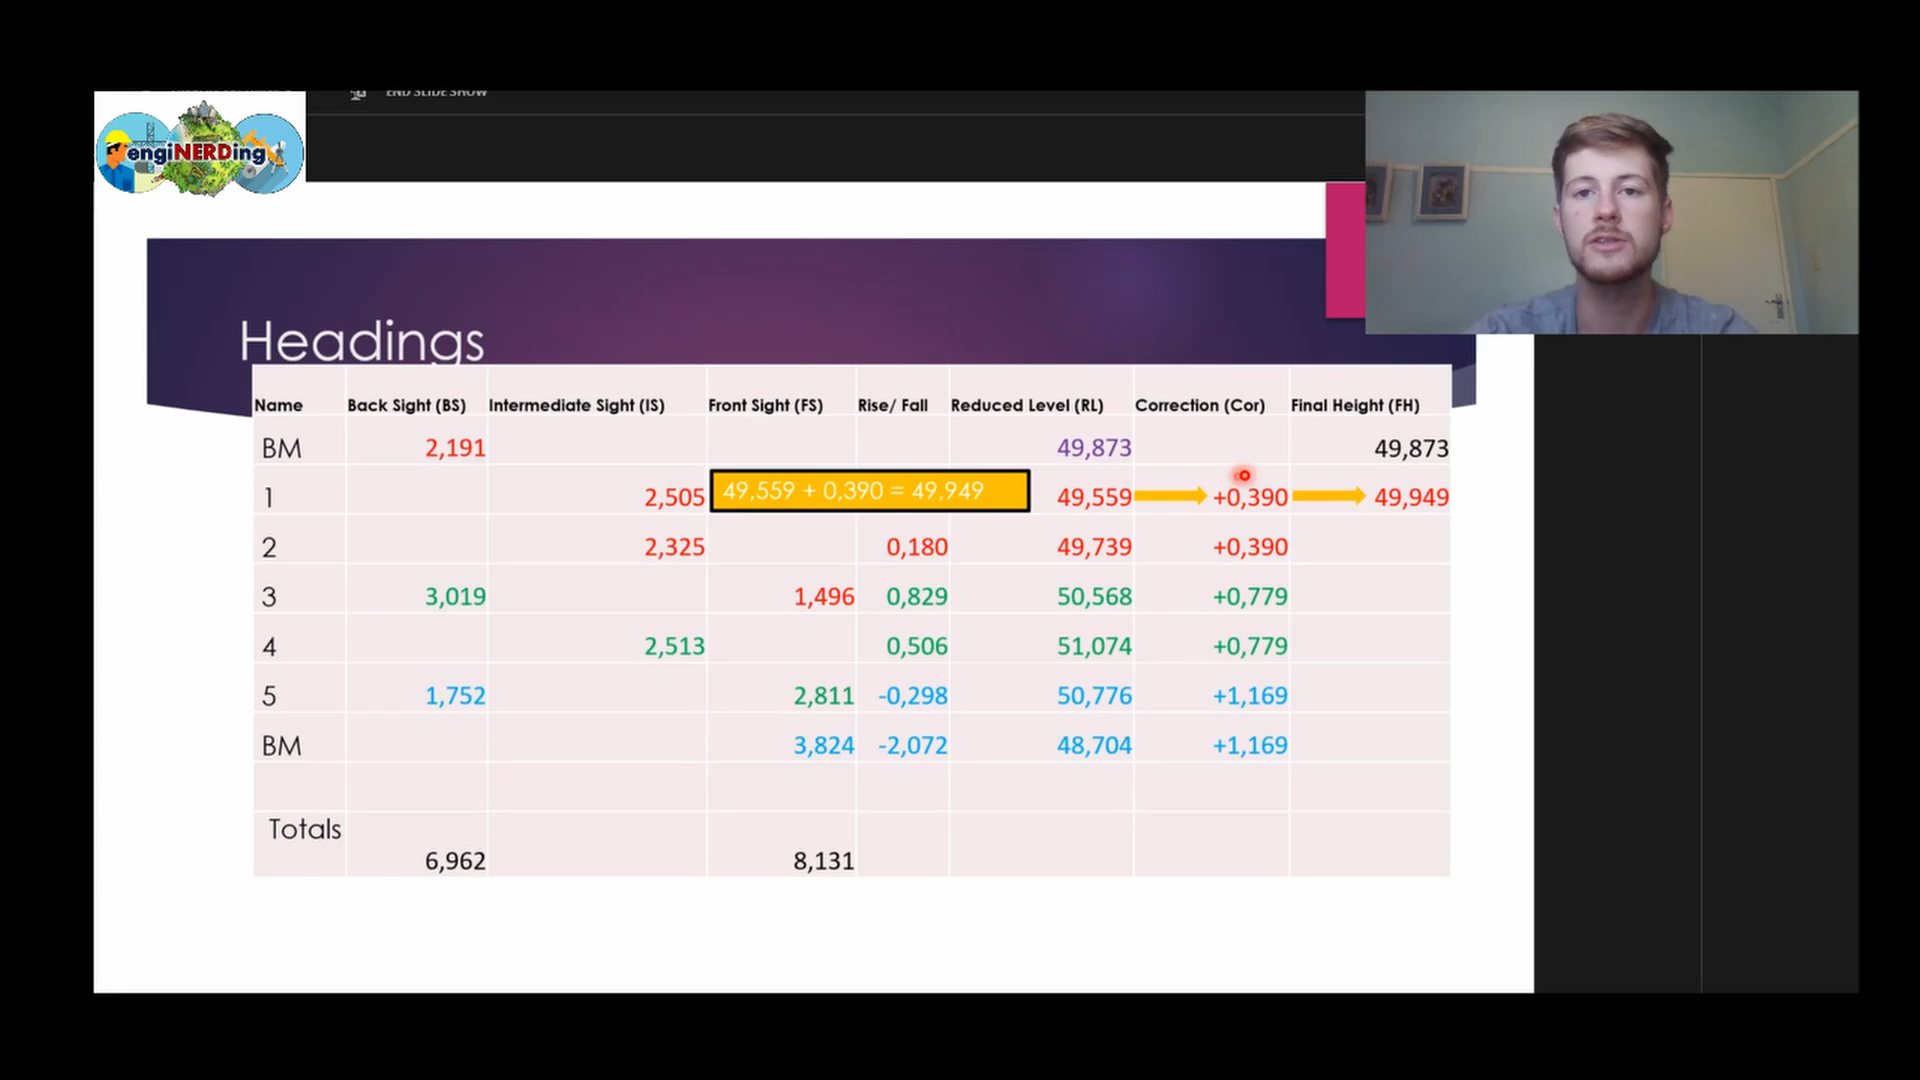 END SLIDE SHOW
engiNERDing
Headings
Name Back Sight (BS) Intermediate Sight (IS) Front Sight (FS) Rise/ Fall Reduced Level (RL) Correction (Cor) Final Height (FH)
BM 2,191 49,873 49,873
1 2,505 49,559 + 0,390 = 49,949 49,559 +0,390 49,949
2 2,325 0,180 49,739 +0,390
3 3,019 1,496 0,829 50,568 +0,779
4 2,513 0,506 51,074 +0,779
5 1,752 2,811 -0,298 50,776 +1,169
BM 3,824 -2,072 48,704 +1,169
Totals
6,962 8,131